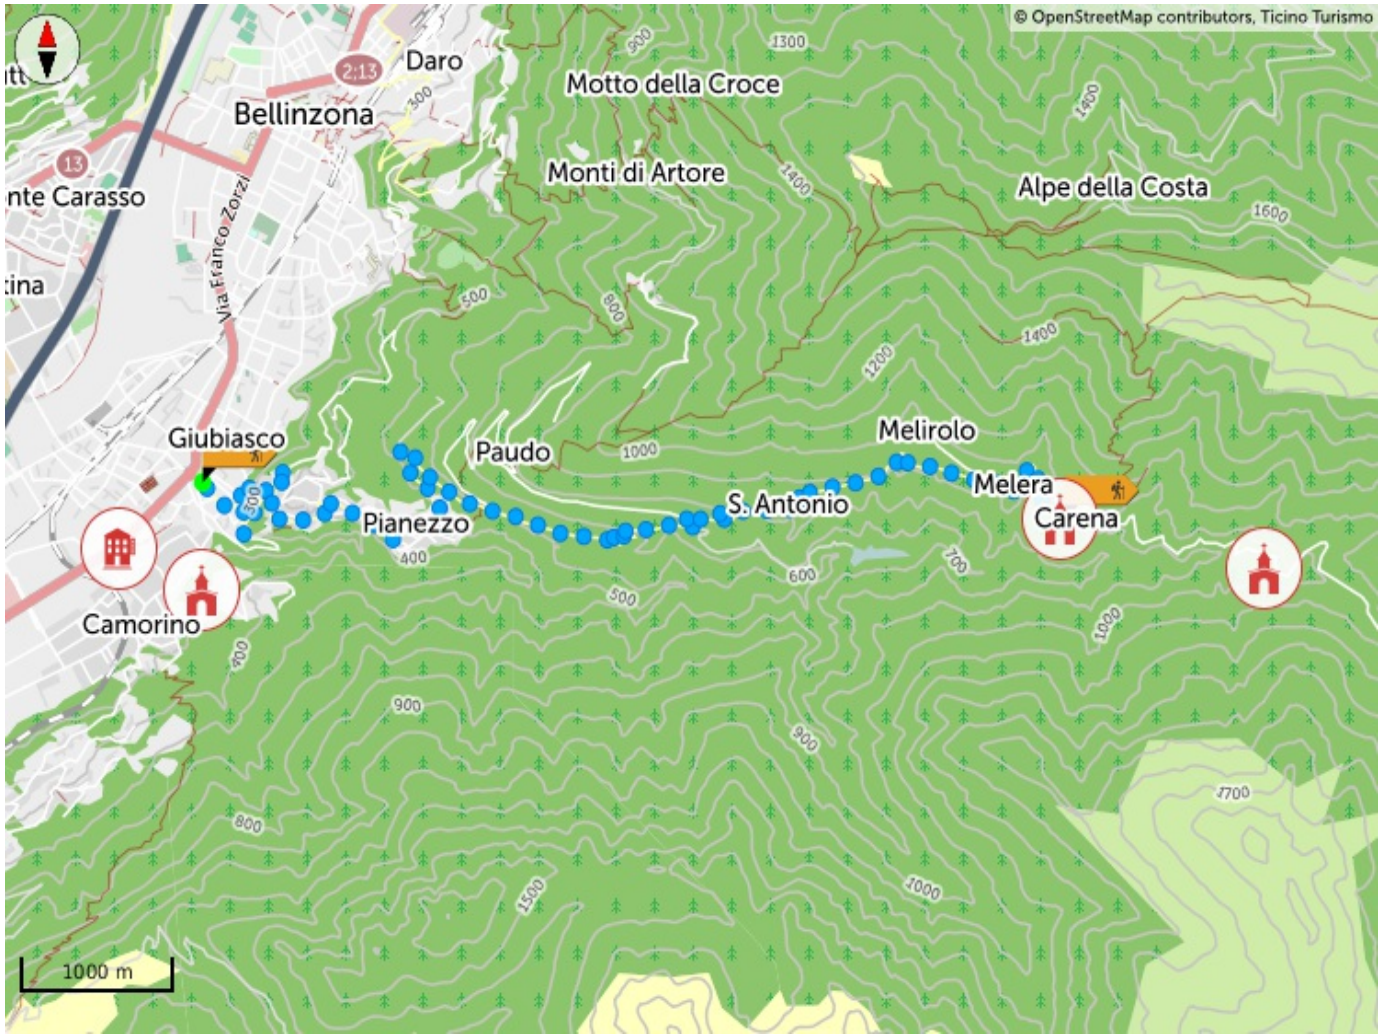 © OpenStreetMap contributors, Ticino Turismo
900
1300
Daro
2;13
Motto della Croce
300
1400
Bellinzona
13
Monti di Artore
1400
Alpe della Costa
nte Carasso
1600
Via Franco Zorzi
tina
500
800
1400
1200
Giubiasco
Melirolo
Paudo
1000
Melera
300
S. Antonio
Pianezzo
Carena
400
700
600
500
Camorino
1000
400
900
900
1700
800
1500
1000
1000 m